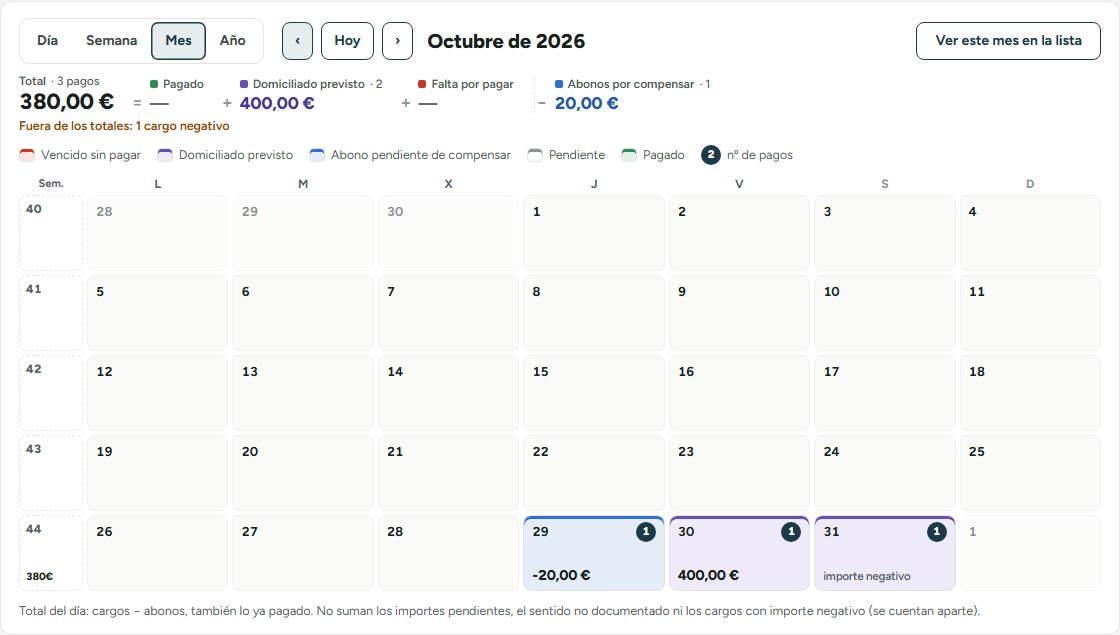 Día Semana Mes Año ‹ Hoy › Octubre de 2026 Ver este mes en la lista
Total · 3 pagos Pagado Domiciliado previsto · 2 Falta por pagar Abonos por compensar · 1
380,00 € = — + 400,00 € + — − 20,00 €
Fuera de los totales: 1 cargo negativo
Vencido sin pagar Domiciliado previsto Abono pendiente de compensar Pendiente Pagado 2 nº de pagos
Sem. L M X J V S D
40 28 29 30 1 2 3 4
41 5 6 7 8 9 10 11
42 12 13 14 15 16 17 18
43 19 20 21 22 23 24 25
44 26 27 28 29 1 30 1 31 1 1
380€ -20,00 € 400,00 € importe negativo
Total del día: cargos − abonos, también lo ya pagado. No suman los importes pendientes, el sentido no documentado ni los cargos con importe negativo (se cuentan aparte).